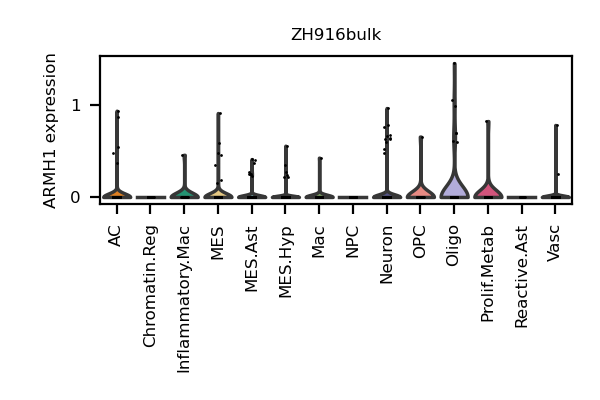 ZH916bulk
ARMH1 expression
1
0
AC
Chromatin.Reg
Inflammatory.Mac
MES
MES.Ast
MES.Hyp
Mac
NPC
Neuron
OPC
Oligo
Prolif.Metab
Reactive.Ast
Vasc